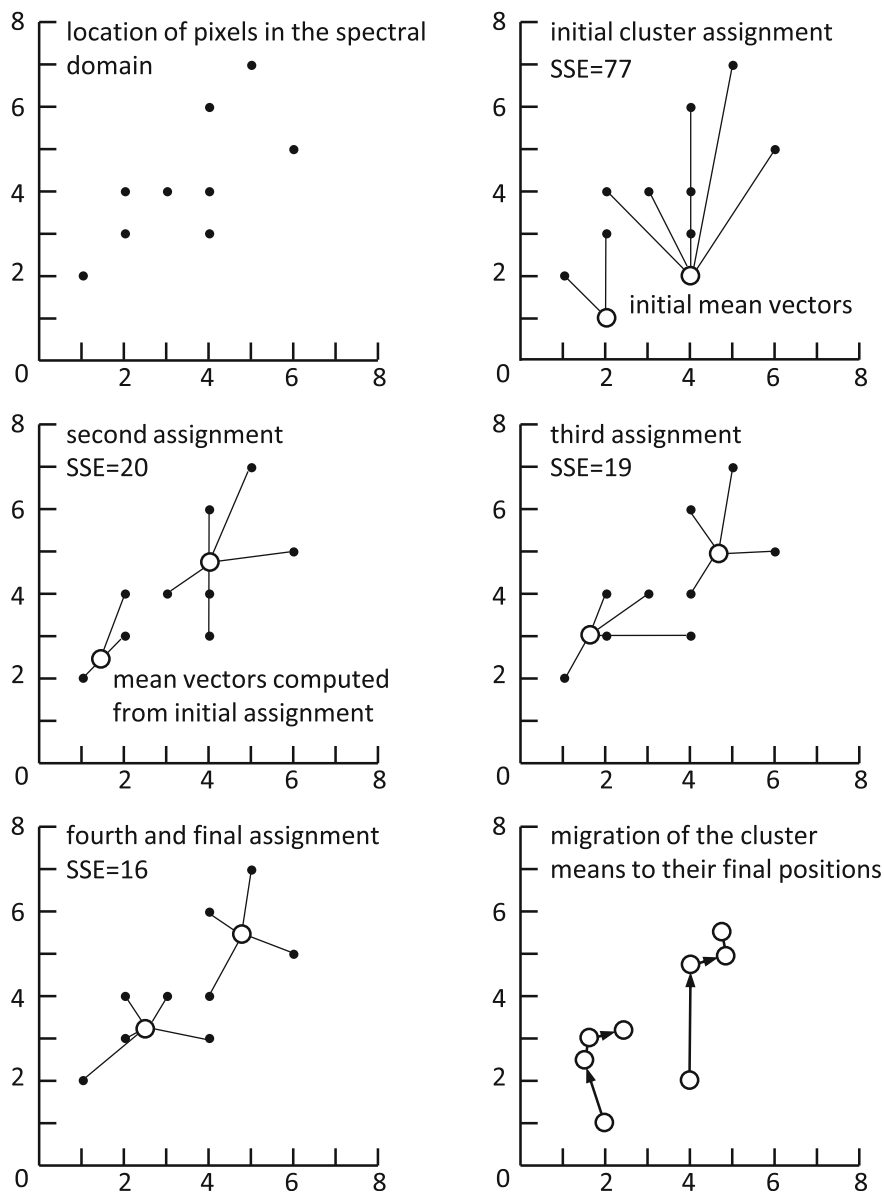 location of pixels in the spectral
domain
8
6
4
2
0
2 4 6 8
initial cluster assignment
SSE=77
initial mean vectors
8
6
4
2
0
2 4 6 8
second assignment
SSE=20
mean vectors computed
from initial assignment
8
6
4
2
0
2 4 6 8
third assignment
SSE=19
8
6
4
2
0
2 4 6 8
fourth and final assignment
SSE=16
8
6
4
2
0
2 4 6 8
migration of the cluster
means to their final positions
8
6
4
2
0
2 4 6 8